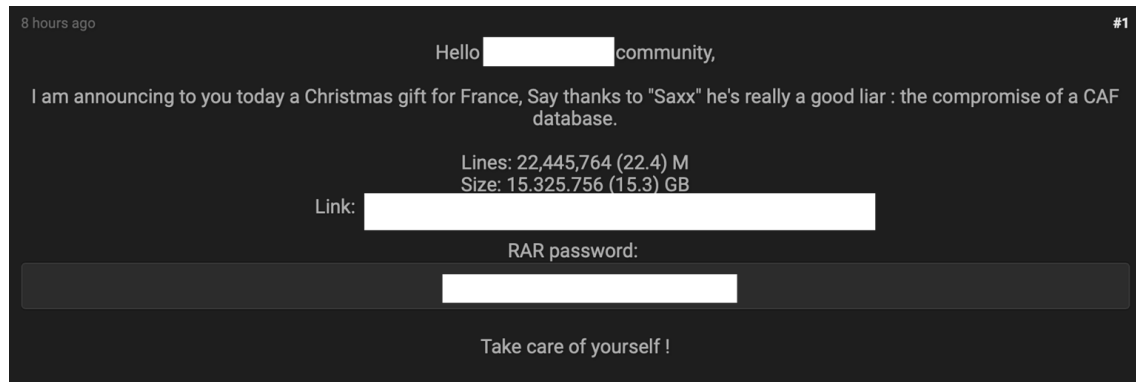 8 hours ago
#1
Hello community,
I am announcing to you today a Christmas gift for France, Say thanks to "Saxx" he's really a good liar : the compromise of a CAF
database.
Lines: 22,445,764 (22.4) M
Size: 15.325.756 (15.3) GB
Link:
RAR password:
Take care of yourself !